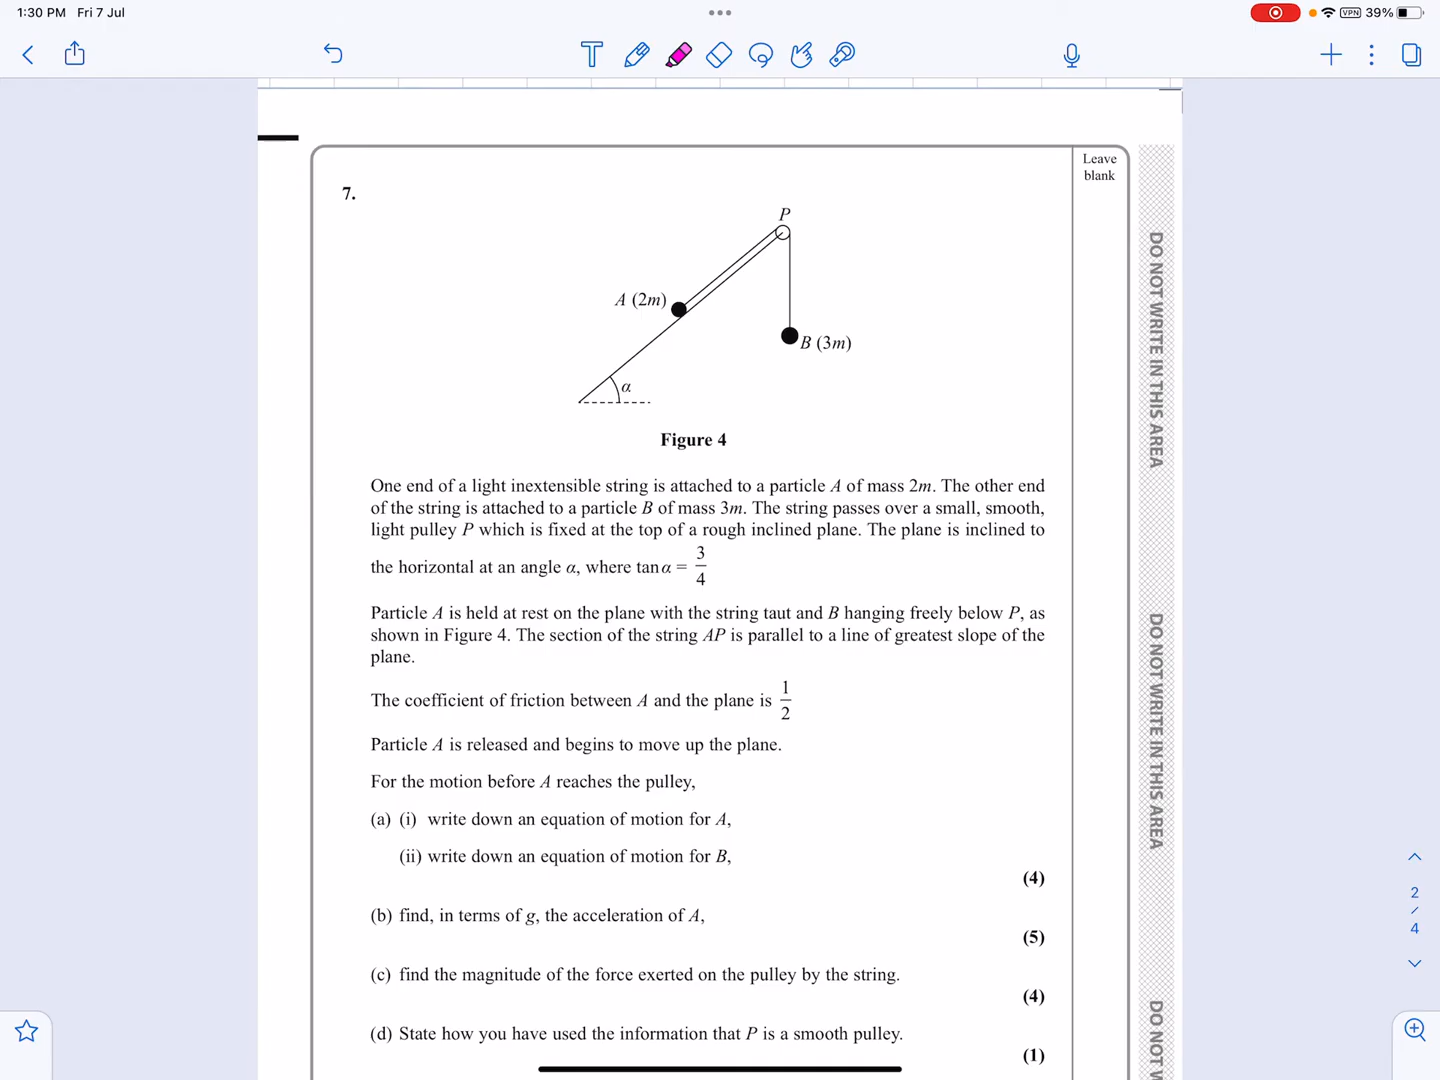 1:30 PM Fri 7 Jul
VPN 39%
Leave
blank
7.
P
A (2m)
B (3m)
α
Figure 4
One end of a light inextensible string is attached to a particle A of mass 2m. The other end
of the string is attached to a particle B of mass 3m. The string passes over a small, smooth,
light pulley P which is fixed at the top of a rough inclined plane. The plane is inclined to
the horizontal at an angle α, where tan α = 3/4
Particle A is held at rest on the plane with the string taut and B hanging freely below P, as
shown in Figure 4. The section of the string AP is parallel to a line of greatest slope of the
plane.
The coefficient of friction between A and the plane is 1/2
Particle A is released and begins to move up the plane.
For the motion before A reaches the pulley,
(a) (i) write down an equation of motion for A,
(ii) write down an equation of motion for B,
(4)
(b) find, in terms of g, the acceleration of A,
(5)
(c) find the magnitude of the force exerted on the pulley by the string.
(4)
(d) State how you have used the information that P is a smooth pulley.
(1)
DO NOT WRITE IN THIS AREA
DO NOT WRITE IN THIS AREA
DO NOT W
2
/
4